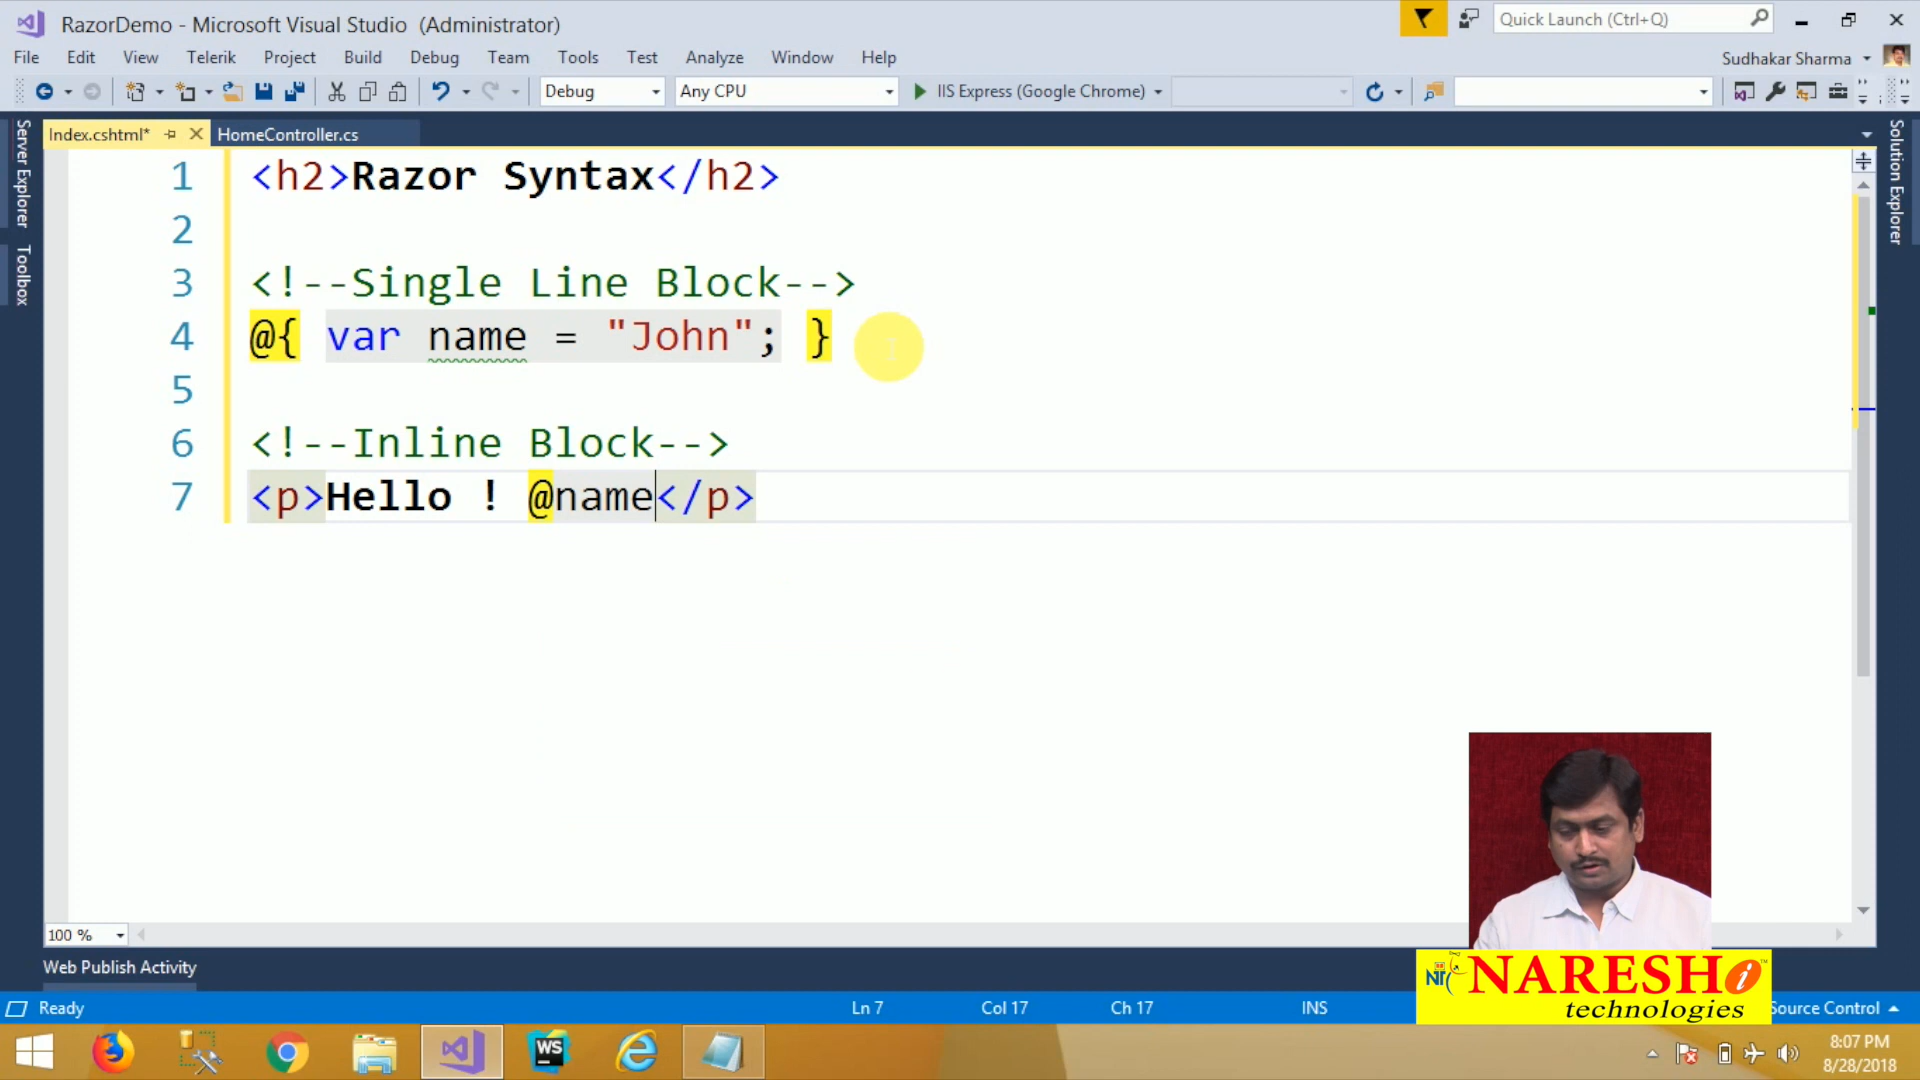 RazorDemo - Microsoft Visual Studio (Administrator)
Quick Launch (Ctrl+Q)
File Edit View Telerik Project Build Debug Team Tools Test Analyze Window Help
Sudhakar Sharma
Debug Any CPU IIS Express (Google Chrome)
Index.cshtml* HomeController.cs
Server Explorer
Toolbox
Solution Explorer
1 <h2>Razor Syntax</h2>
2
3 <!--Single Line Block-->
4 @{ var name = "John"; }
5
6 <!--Inline Block-->
7 <p>Hello ! @name</p>
100 %
Web Publish Activity
Ready Ln 7 Col 17 Ch 17 INS
Source Control
NARESH i
technologies
WS
8:07 PM
8/28/2018